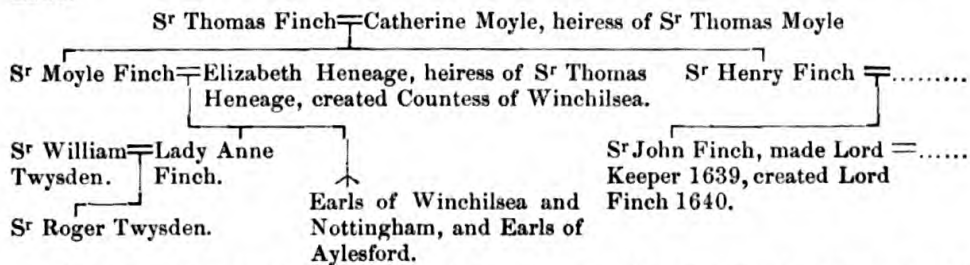 Sʳ Thomas Finch=Catherine Moyle, heiress of Sʳ Thomas Moyle
Sʳ Moyle Finch=Elizabeth Heneage, heiress of Sʳ Thomas
Heneage, created Countess of Winchilsea.
Sʳ Henry Finch =.........
Sʳ William=Lady Anne
Twysden. Finch.
Sʳ John Finch, made Lord =......
Keeper 1639, created Lord
Finch 1640.
Sʳ Roger Twysden.
Earls of Winchilsea and
Nottingham, and Earls of
Aylesford.